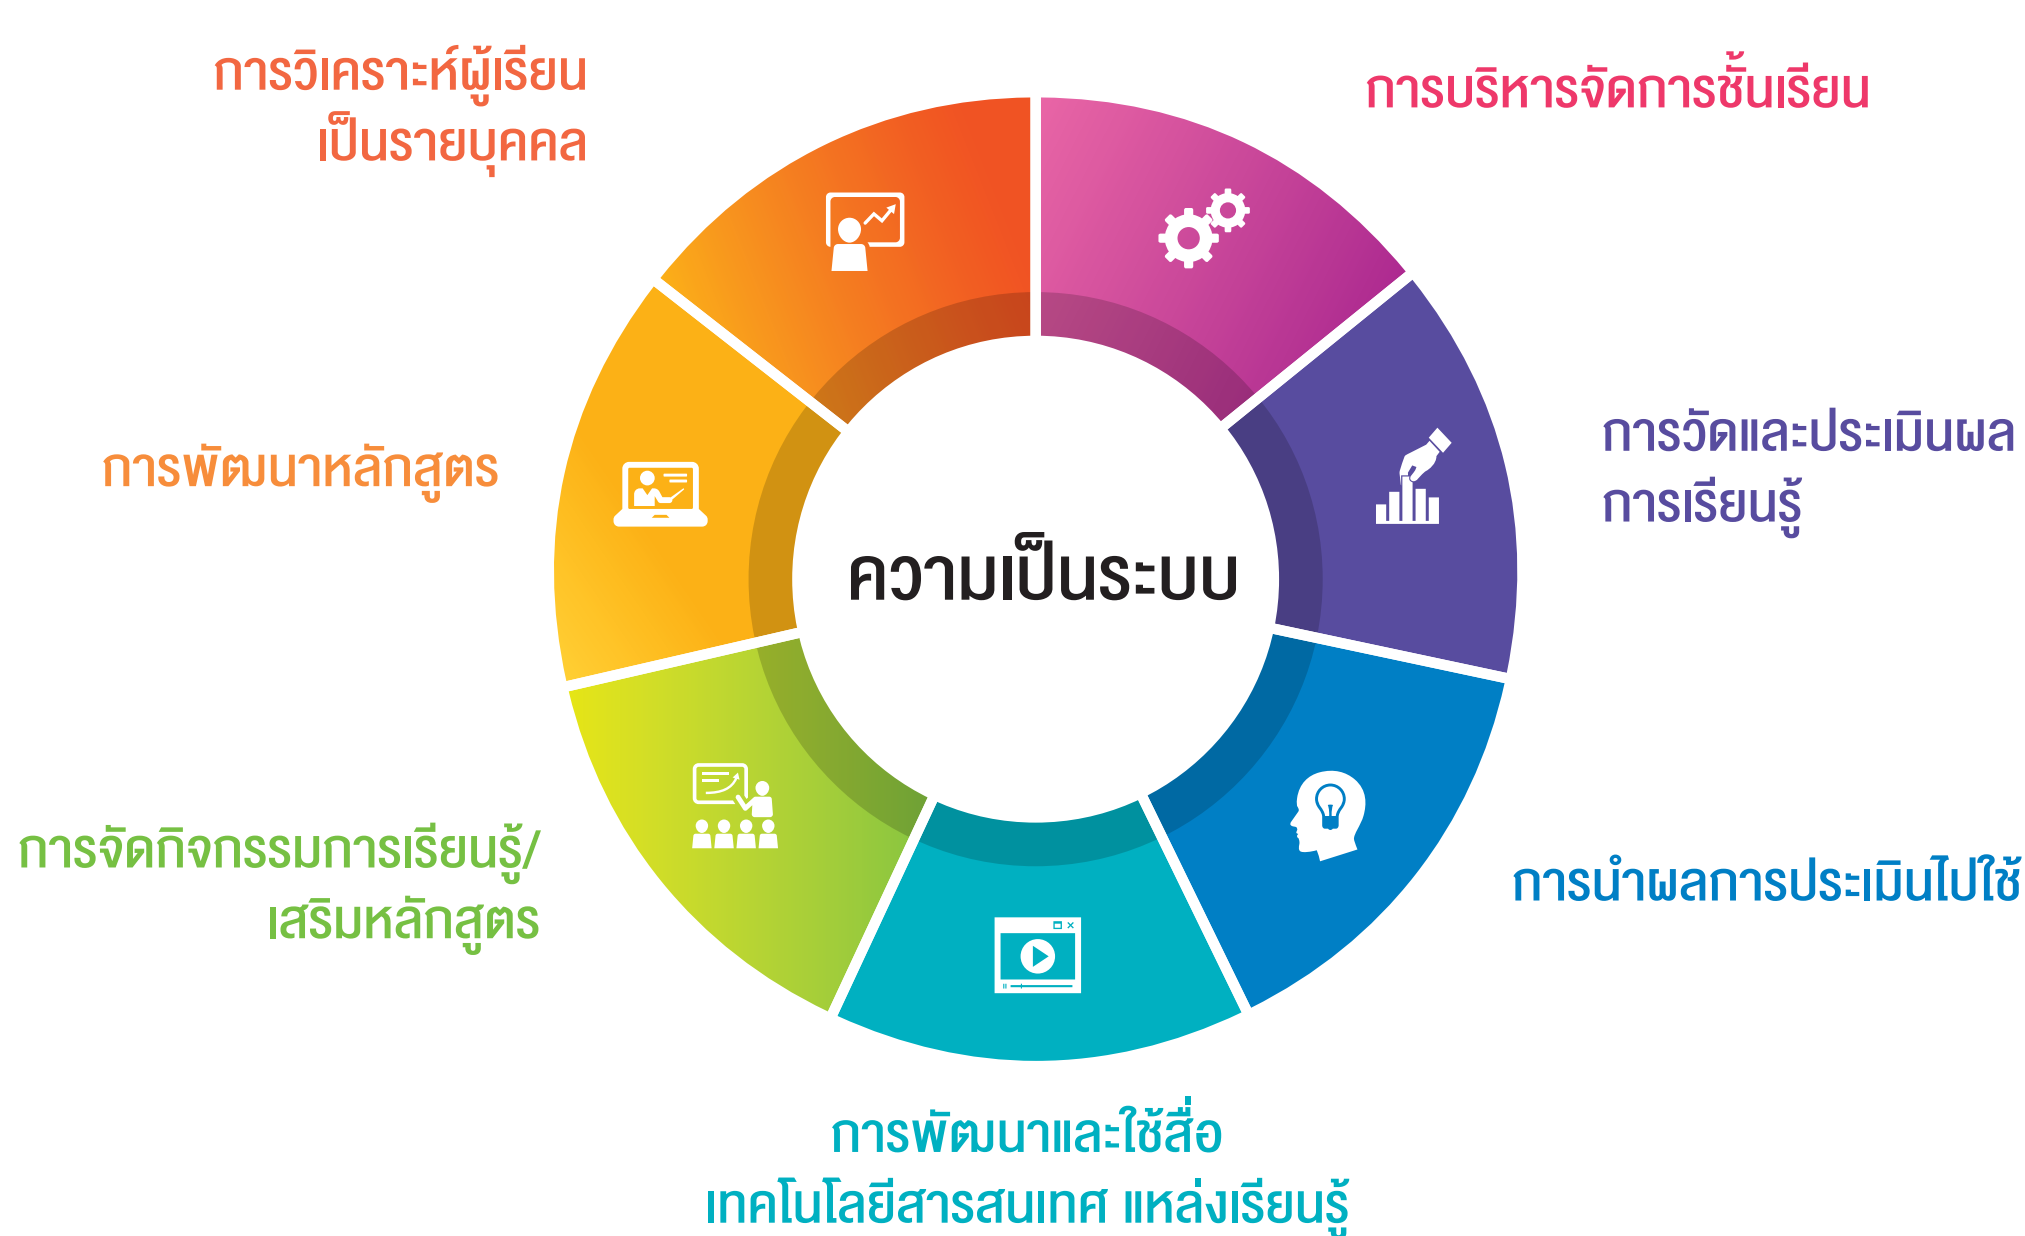 การวิเคราะห์ผู้เรียน
เป็นรายบุคคล
การบริหารจัดการชั้นเรียน
การพัฒนาหลักสูตร
การวัดและประเมินผล
การเรียนรู้
ความเป็นระบบ
การจัดกิจกรรมการเรียนรู้/
เสริมหลักสูตร
การนำผลการประเมินไปใช้
การพัฒนาและใช้สื่อ
เทคโนโลยีสารสนเทศ แหล่งเรียนรู้